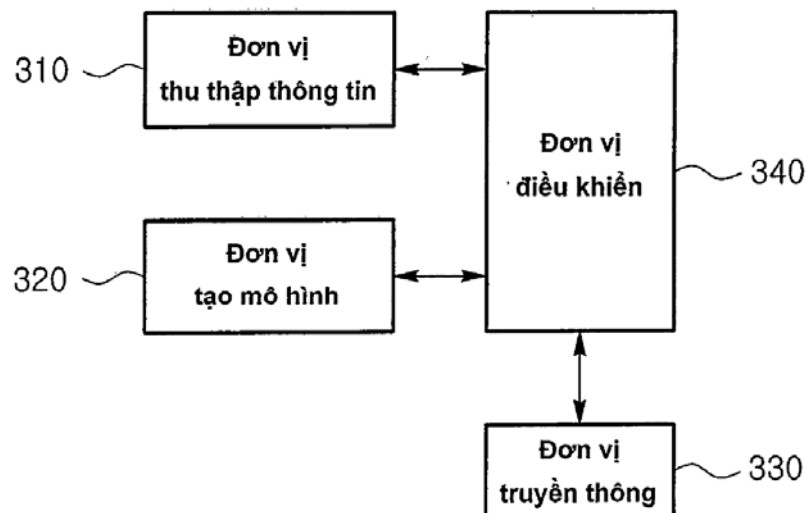 310
Đơn vị
thu thập thông tin
Đơn vị
điều khiển
340
320
Đơn vị
tạo mô hình
Đơn vị
truyền thông
330